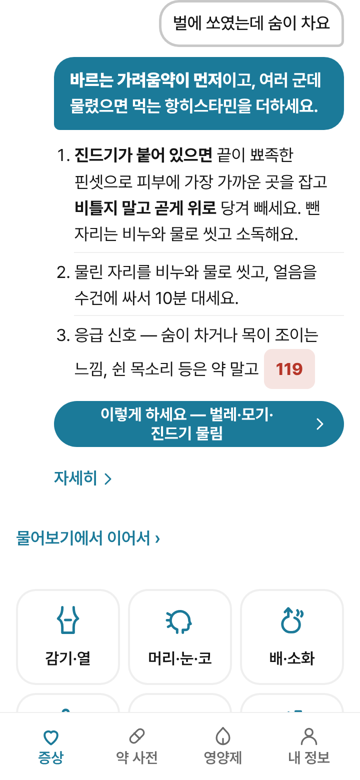 벌에 쏘였는데 숨이 차요
바르는 가려움약이 먼저이고, 여러 군데
물렸으면 먹는 항히스타민을 더하세요.
1. 진드기가 붙어 있으면 끝이 뾰족한
핀셋으로 피부에 가장 가까운 곳을 잡고
비틀지 말고 곧게 위로 당겨 빼세요. 뺀
자리는 비누와 물로 씻고 소독해요.
2. 물린 자리를 비누와 물로 씻고, 얼음을
수건에 싸서 10분 대세요.
3. 응급 신호 — 숨이 차거나 목이 조이는
느낌, 쉰 목소리 등은 약 말고 119
이렇게 하세요 — 벌레·모기·
진드기 물림
자세히
물어보기에서 이어서 ›
감기·열 머리·눈·코 배·소화
증상 약 사전 영양제 내 정보